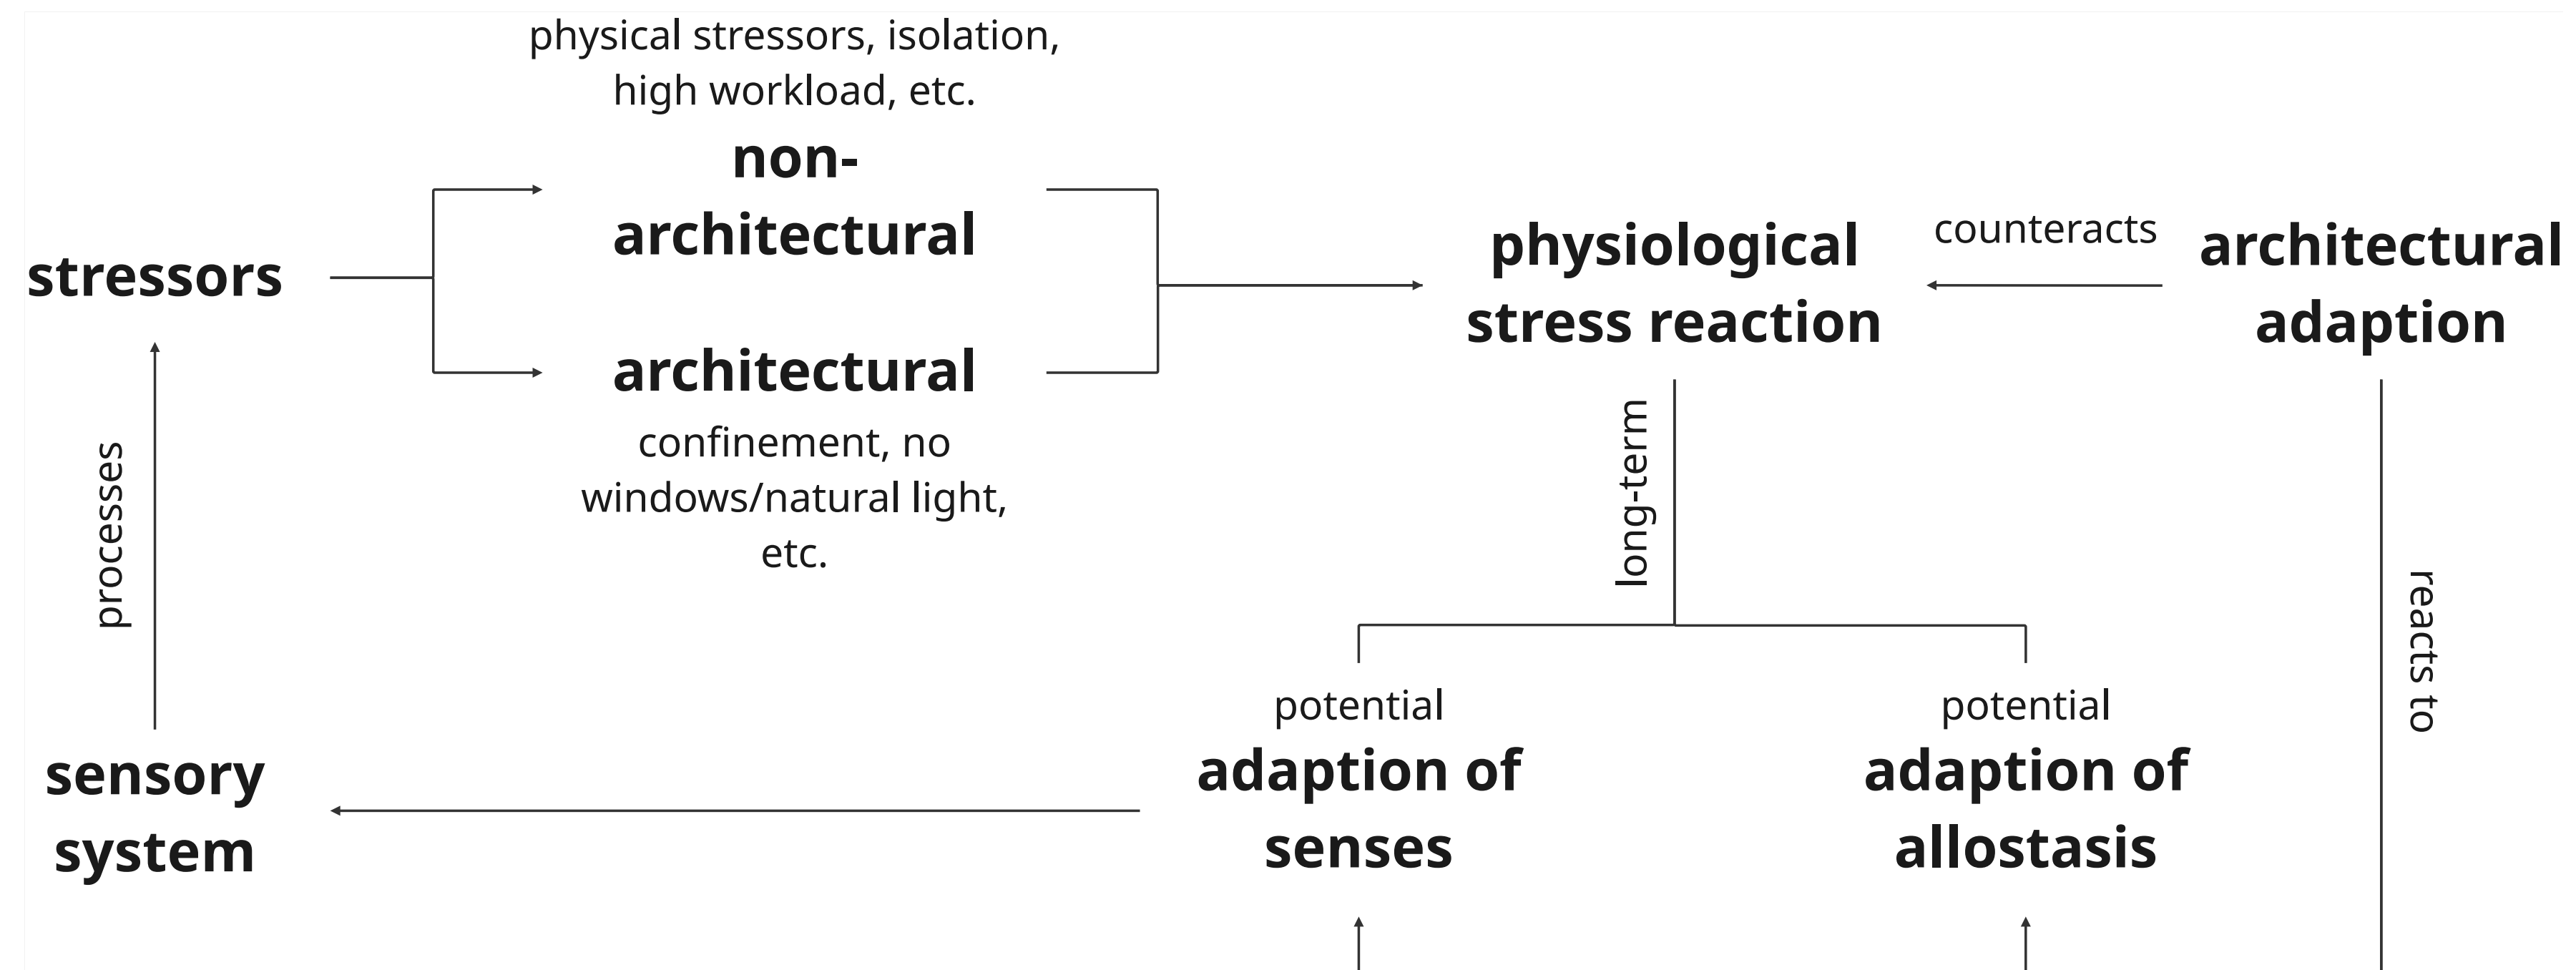 physical stressors, isolation,
high workload, etc.
non-
architectural
stressors
architectural
confinement, no
windows/natural light,
etc.
processes
sensory
system
physiological
stress reaction
counteracts
architectural
adaption
long-term
reacts to
potential
adaption of
senses
potential
adaption of
allostasis